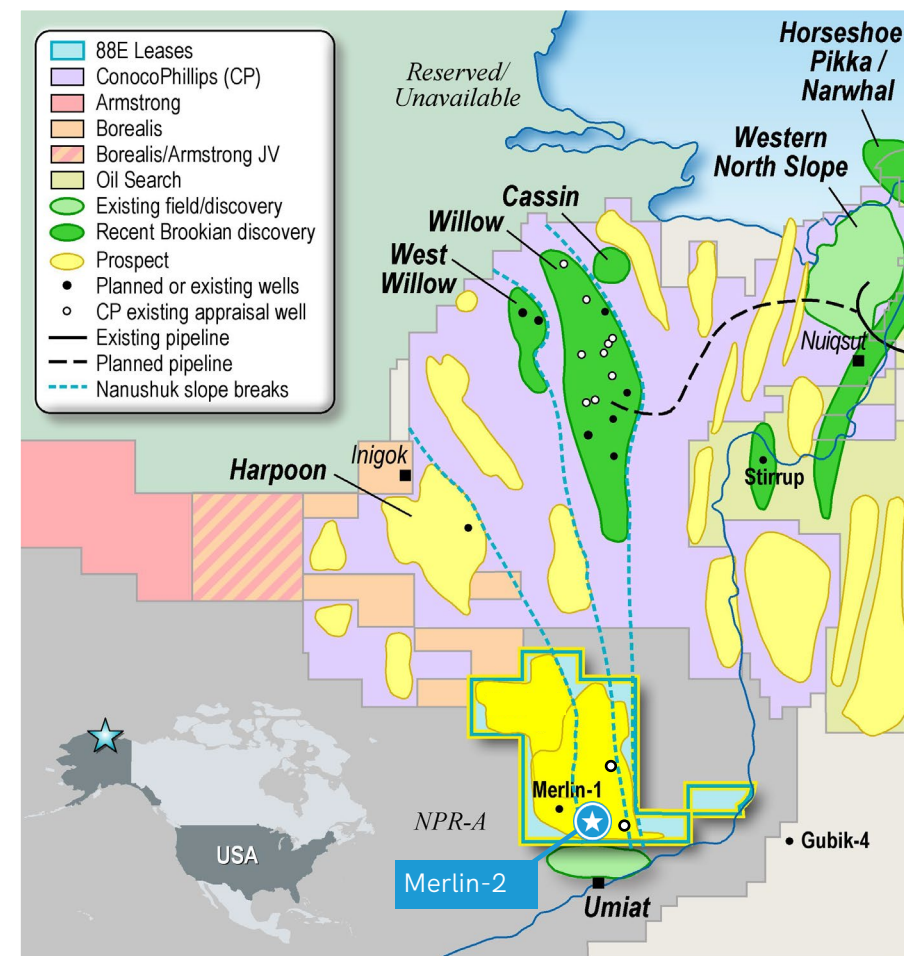 88E Leases
ConocoPhillips (CP)
Armstrong
Borealis
Borealis/Armstrong JV
Oil Search
Existing field/discovery
Recent Brookian discovery
Prospect
Planned or existing wells
CP existing appraisal well
Existing pipeline
Planned pipeline
Nanushuk slope breaks
Reserved/
Unavailable
Horseshoe
Pikka /
Narwhal
Western
North Slope
Cassin
Willow
West
Willow
Nuiqsut
Inigok
Harpoon
Stirrup
Merlin-1
NPR-A
Gubik-4
USA
Merlin-2
Umiat